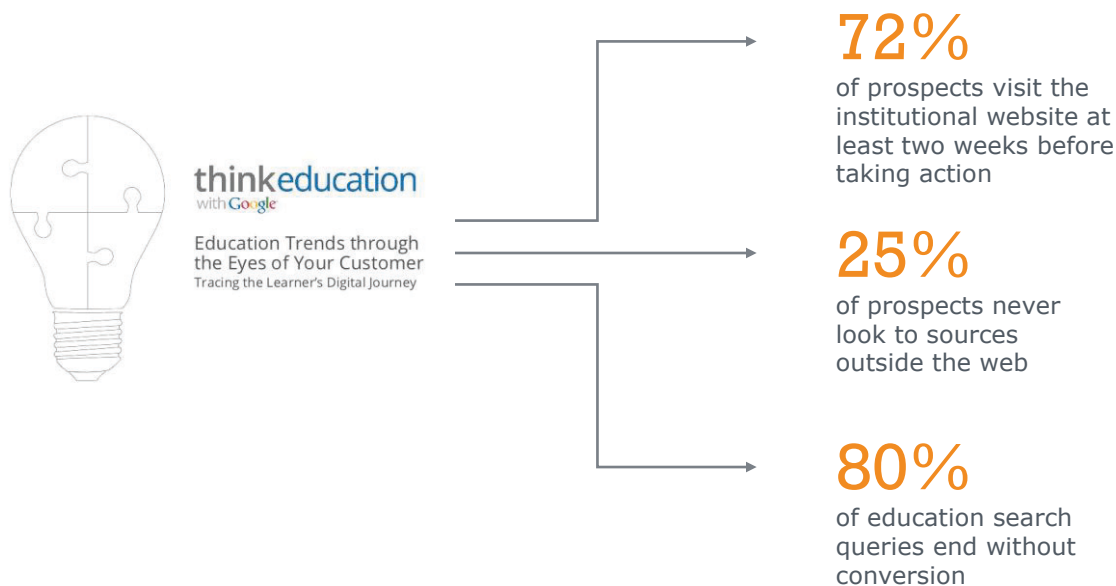 thinkeducation
with Google
Education Trends through
the Eyes of Your Customer
Tracing the Learner's Digital Journey
72%
of prospects visit the
institutional website at
least two weeks before
taking action
25%
of prospects never
look to sources
outside the web
80%
of education search
queries end without
conversion